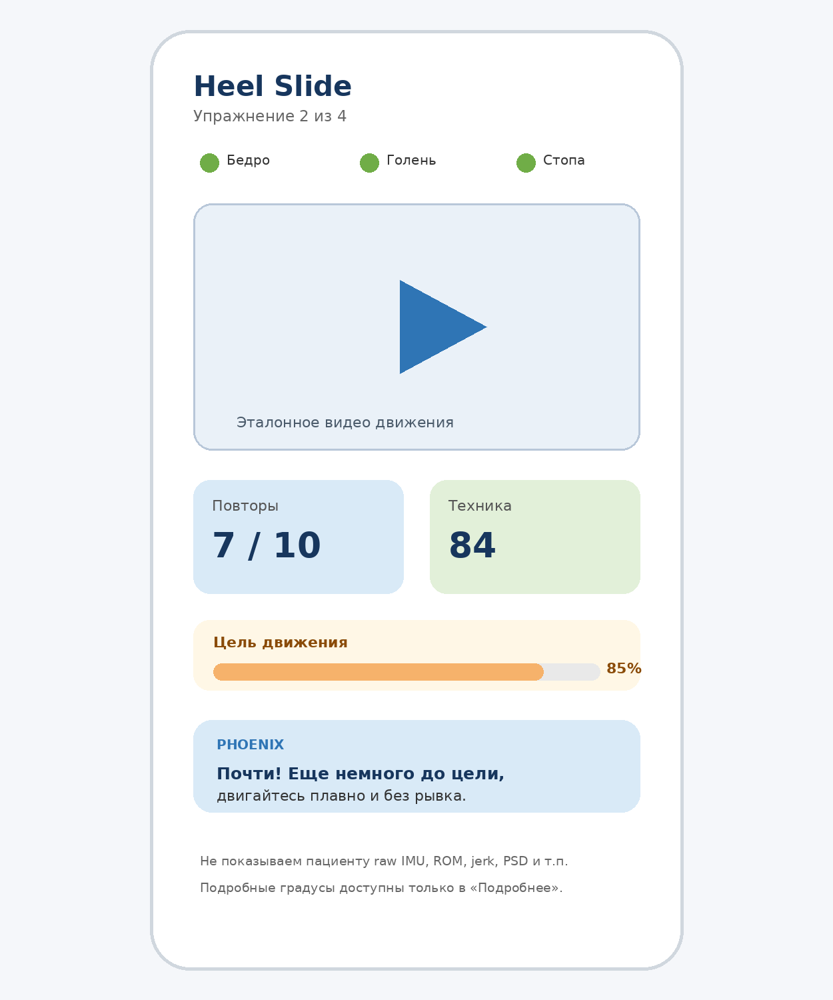 Heel Slide
Упражнение 2 из 4
Бедро
Голень
Стопа
Эталонное видео движения
Повторы
7 / 10
Техника
84
Цель движения
85%
PHOENIX
Почти! Еще немного до цели,
двигайтесь плавно и без рывка.
Не показываем пациенту raw IMU, ROM, jerk, PSD и т.п.
Подробные градусы доступны только в «Подробнее».